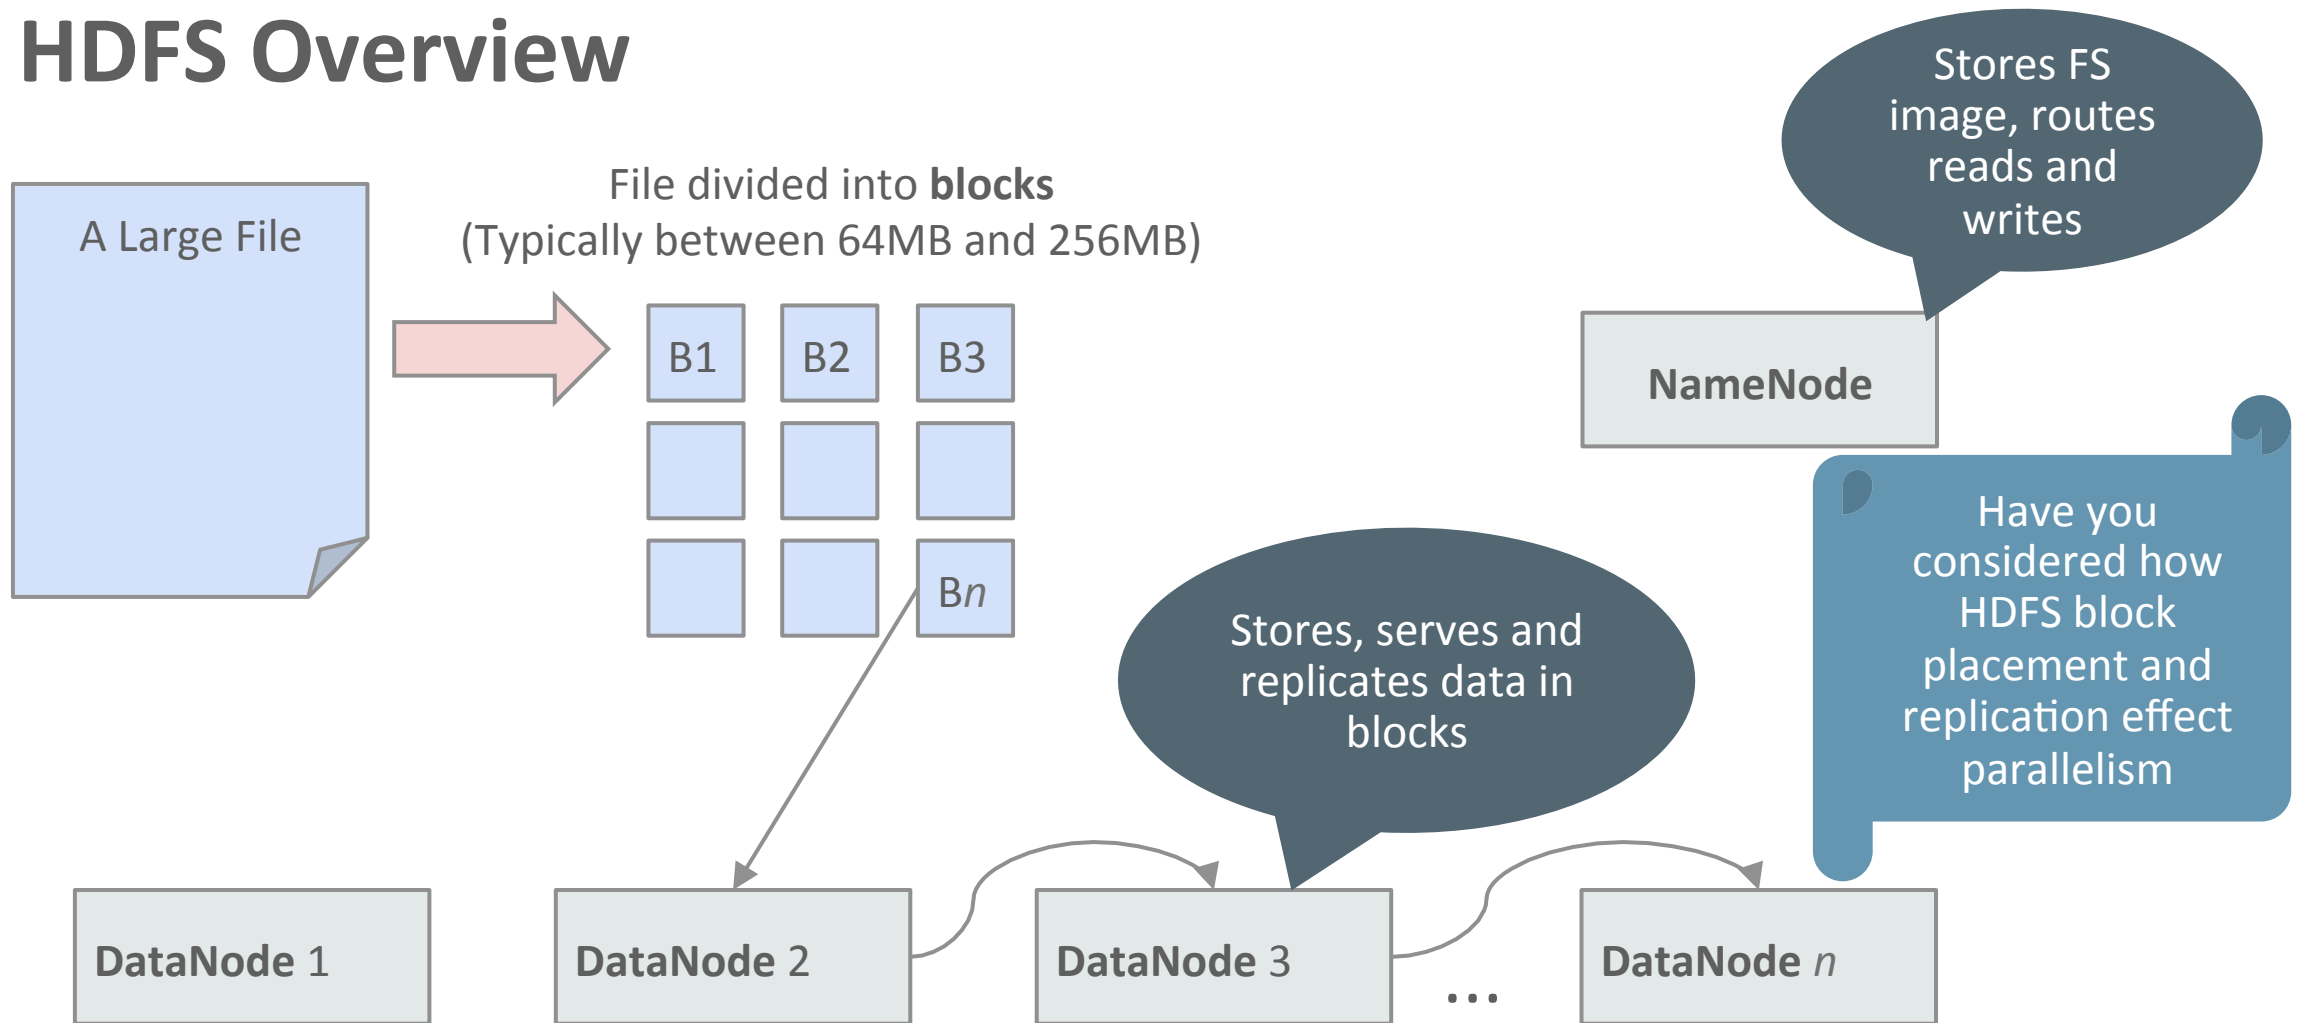 HDFS Overview
Stores FS
image, routes
reads and
writes
A Large File
File divided into blocks
(Typically between 64MB and 256MB)
B1
B2
B3
Bn
NameNode
Have you
considered how
HDFS block
placement and
replication effect
parallelism
Stores, serves and
replicates data in
blocks
DataNode 1
DataNode 2
DataNode 3
...
DataNode n